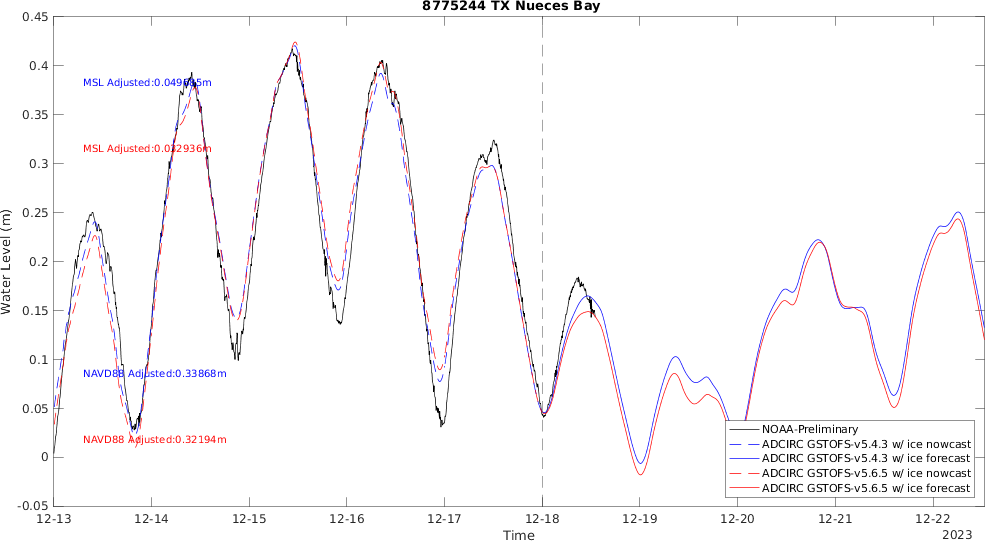 8775244 TX Nueces Bay
0.45
0.4
0.35
0.3
0.25
0.2
0.15
0.1
0.05
0
-0.05
Water Level (m)
MSL Adjusted:
MSL Adjusted:0.032936m
NAVD88 Adjusted:0.33868m
NAVD88 Adjusted:0.32194m
NOAA-Preliminary
ADCIRC GSTOFS-v5.4.3 w/ ice nowcast
ADCIRC GSTOFS-v5.4.3 w/ ice forecast
ADCIRC GSTOFS-v5.6.5 w/ ice nowcast
ADCIRC GSTOFS-v5.6.5 w/ ice forecast
12-13 12-14 12-15 12-16 12-17 12-18 12-19 12-20 12-21 12-22
Time
2023